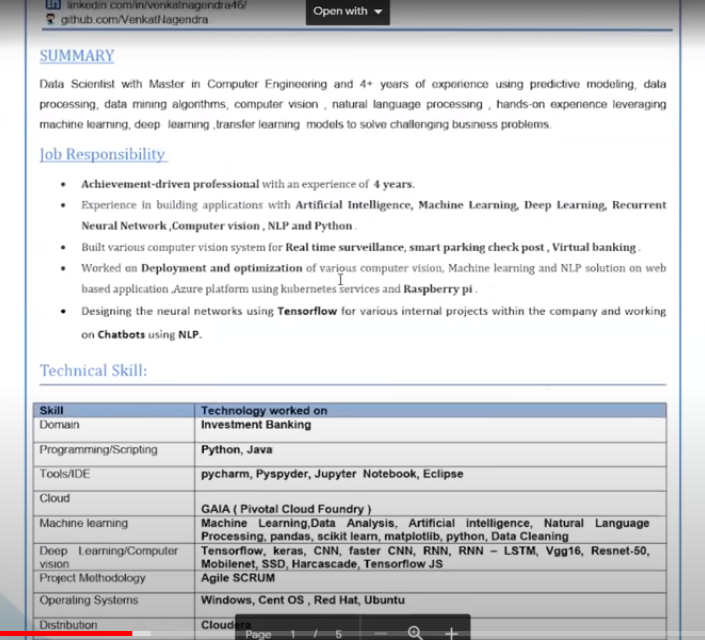 linkedin.com/in/venkatnagendra46/
github.com/VenkatNagendra
Open with
SUMMARY
Data Scientist with Master in Computer Engineering and 4+ years of experience using predictive modeling, data
processing, data mining algorithms, computer vision , natural language processing , hands-on experience leveraging
machine learning, deep learning ,transfer learning models to solve challenging business problems.
Job Responsibility
• Achievement-driven professional with an experience of 4 years.
• Experience in building applications with Artificial Intelligence, Machine Learning, Deep Learning, Recurrent
Neural Network ,Computer vision , NLP and Python .
• Built various computer vision system for Real time surveillance, smart parking check post , Virtual banking .
• Worked on Deployment and optimization of various computer vision, Machine learning and NLP solution on web
based application ,Azure platform using kubernetes services and Raspberry pi .
• Designing the neural networks using Tensorflow for various internal projects within the company and working
on Chatbots using NLP.
Technical Skill:
Skill Technology worked on
Domain Investment Banking
Programming/Scripting Python, Java
Tools/IDE pycharm, Pyspyder, Jupyter Notebook, Eclipse
Cloud
GAIA ( Pivotal Cloud Foundry )
Machine learning Machine Learning,Data Analysis, Artificial Intelligence, Natural Language
Processing, pandas, scikit learn, matplotlib, python, Data Cleaning
Deep Learning/Computer Tensorflow, keras, CNN, faster CNN, RNN, RNN – LSTM, Vgg16, Resnet-50,
vision Mobilenet, SSD, Harcascade, Tensorflow JS
Project Methodology Agile SCRUM
Operating Systems Windows, Cent OS , Red Hat, Ubuntu
Distribution Cloudera
Page 1 / 5